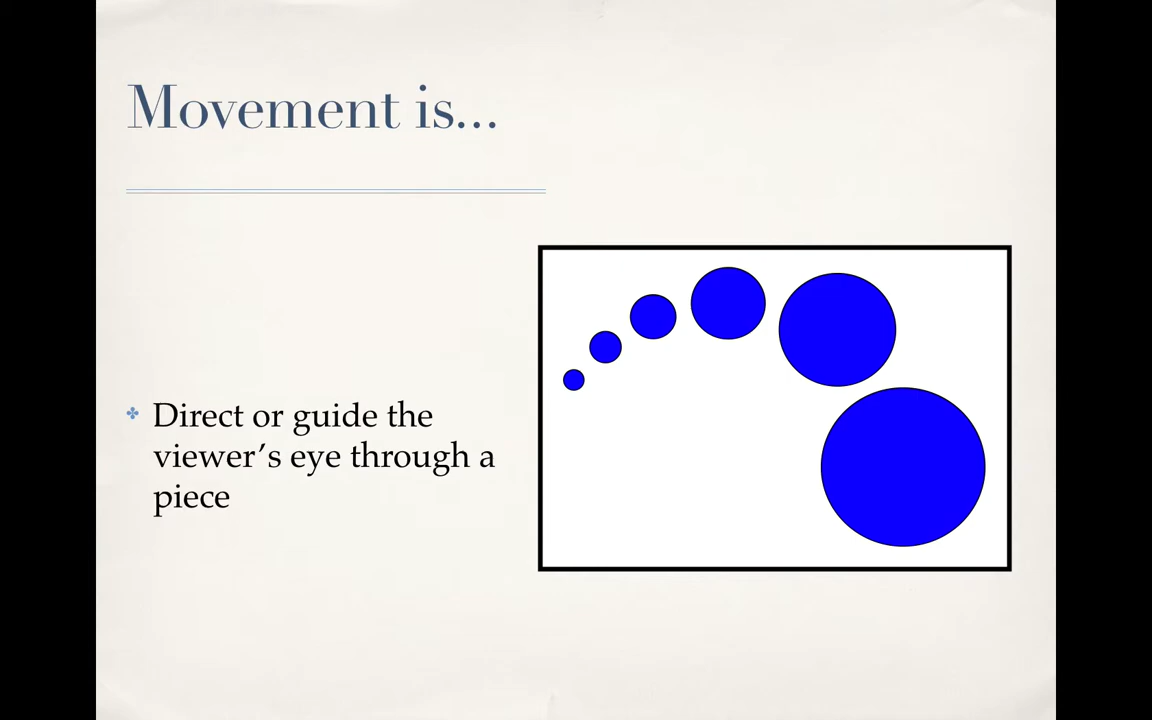 Movement is...
Direct or guide the
viewer’s eye through a
piece